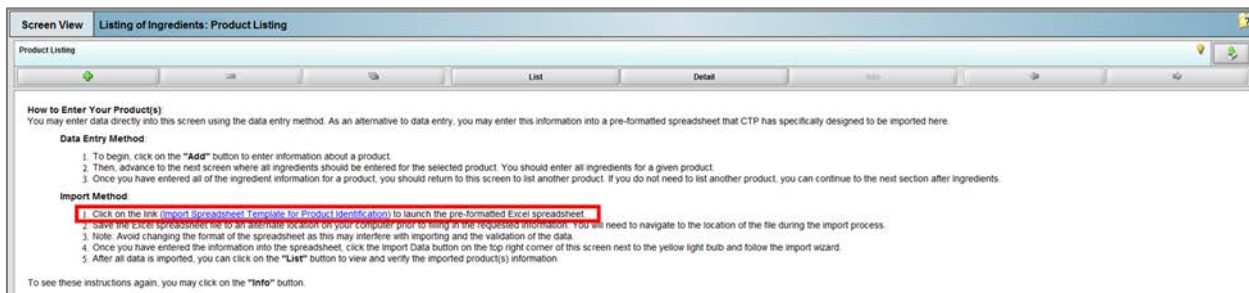 Screen View
Listing of Ingredients: Product Listing
Product Listing
List
Detail
Info
How to Enter Your Product(s):
You may enter data directly into this screen using the data entry method. As an alternative to data entry, you may enter this information into a pre-formatted spreadsheet that CTP has specifically designed to be imported here.
Data Entry Method:
1. To begin, click on the "Add" button to enter information about a product.
2. Then, advance to the next screen where all ingredients should be entered for the selected product. You should enter all ingredients for a given product.
3. Once you have entered all of the ingredient information for a product, you should return to this screen to list another product. If you do not need to list another product, you can continue to the next section after Ingredients.
Import Method:
1. Click on the link (Import Spreadsheet Template for Product Identification) to launch the pre-formatted Excel spreadsheet.
2. Save the Excel spreadsheet file to an alternate location on your computer prior to filling in the requested information. You will need to navigate to the location of the file during the import process.
3. Note: Avoid changing the format of the spreadsheet as this may interfere with importing and the validation of the data.
4. Once you have entered the information into the spreadsheet, click the Import Data button on the top right corner of this screen next to the yellow light bulb and follow the import wizard.
5. After all data is imported, you can click on the "List" button to view and verify the imported product(s) information.
To see these instructions again, you may click on the "Info" button.